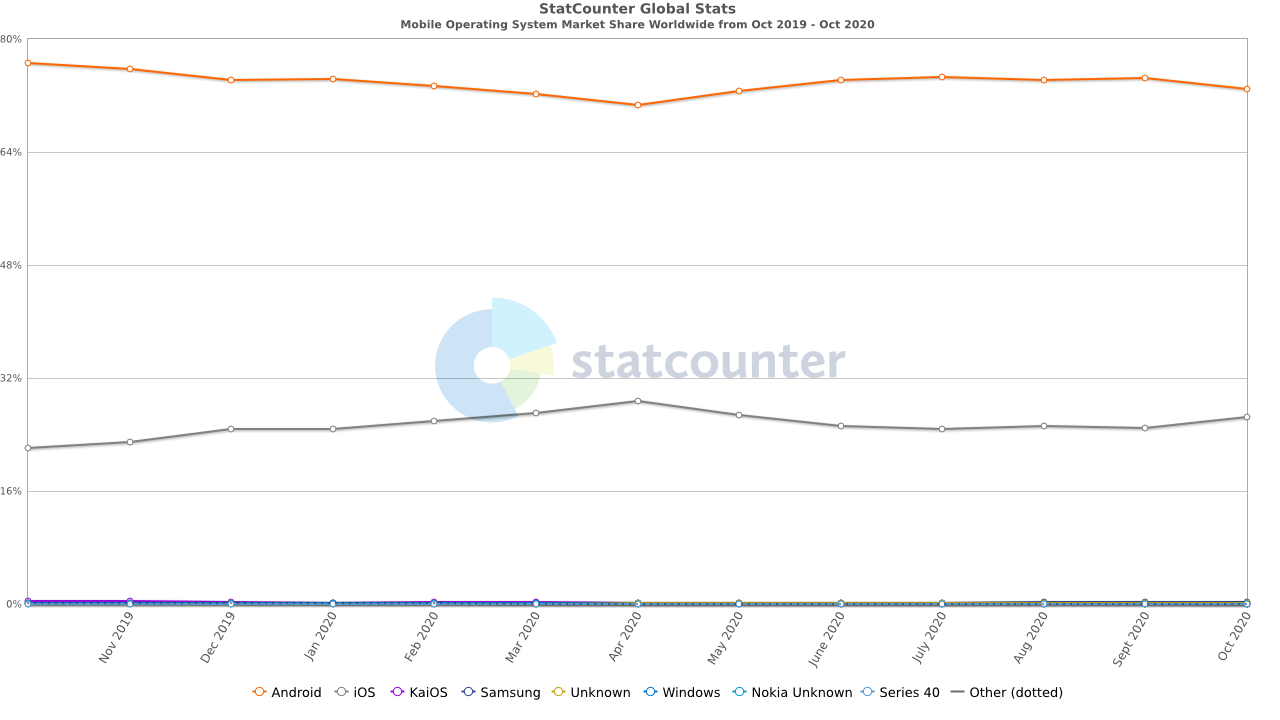 StatCounter Global Stats
Mobile Operating System Market Share Worldwide from Oct 2019 - Oct 2020
80%
64%
48%
statcounter
32%
16%
0%
Nov 2019 Dec 2019 Jan 2020 Feb 2020 Mar 2020 Apr 2020 May 2020 June 2020 July 2020 Aug 2020 Sept 2020 Oct 2020
Android iOS KaiOS Samsung Unknown Windows Nokia Unknown Series 40 Other (dotted)